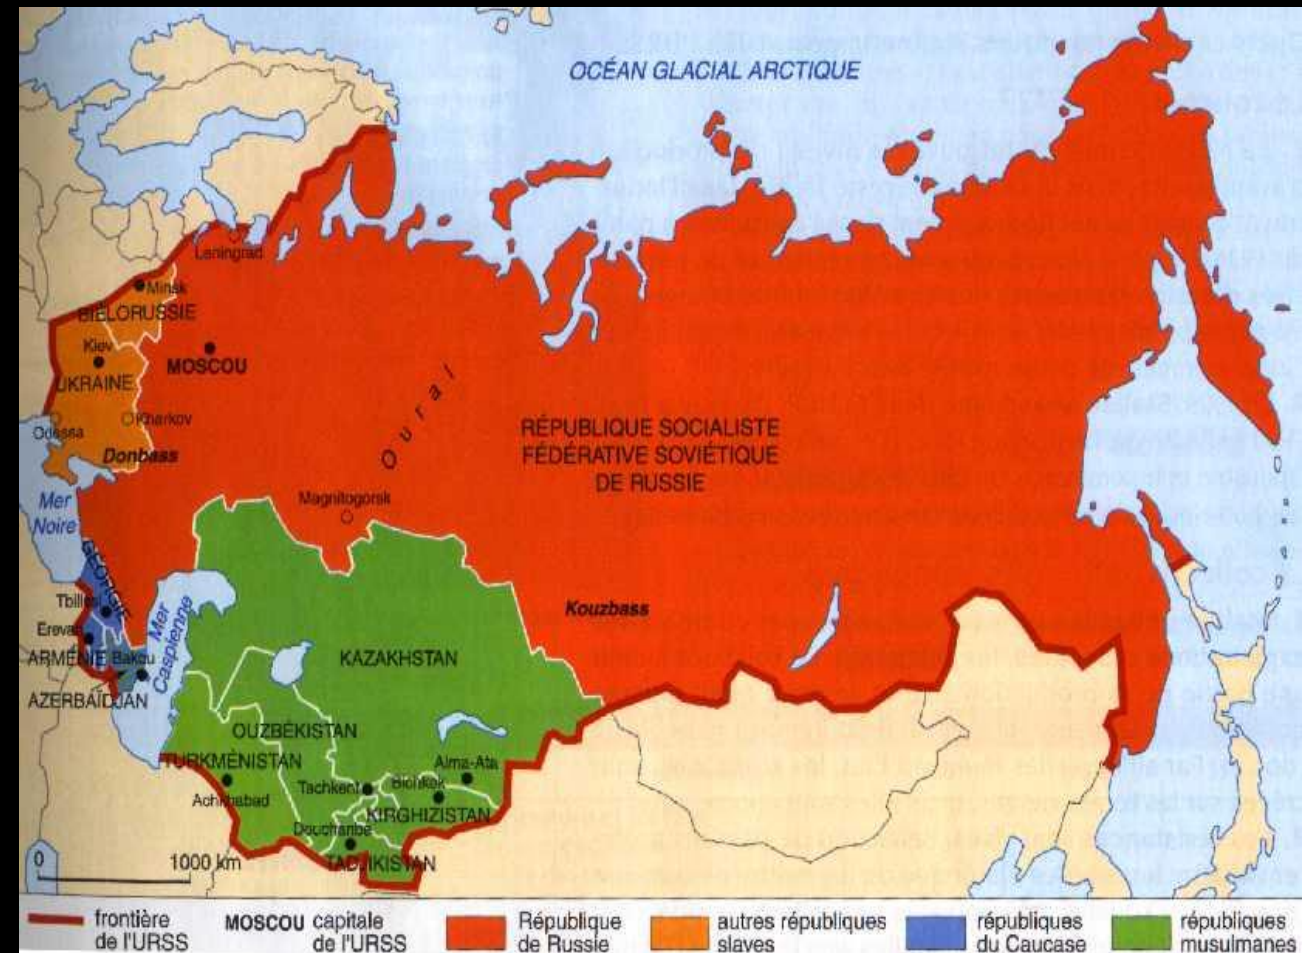 OCÉAN GLACIAL ARCTIQUE
Leningrad
Minsk
BIÉLORUSSIE
Kiev
MOSCOU
UKRAINE
Kharkov
Odessa
Donbass
Oural
RÉPUBLIQUE SOCIALISTE
FÉDÉRATIVE SOVIÉTIQUE
DE RUSSIE
Magnitogorsk
Mer
Noire
GÉORGIE
Tbilissi
Mer
Caspienne
Kouzbass
Erevan
ARMÉNIE
Bakou
KAZAKHSTAN
AZERBAÏDJAN
OUZBÉKISTAN
TURKMÉNISTAN
Alma-Ata
Achkhabad
Tachkent
Bichkek
KIRGHIZISTAN
Douchanbe
TADJIKISTAN
0 1000 km
frontière
de l'URSS
MOSCOU capitale
de l'URSS
République
de Russie
autres républiques
slaves
républiques
du Caucase
républiques
musulmanes